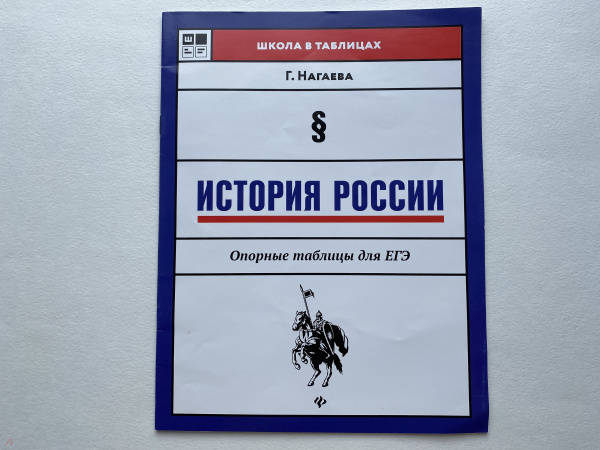 Ш
ШКОЛА В ТАБЛИЦАХ
Г. НАГАЕВА
§
ИСТОРИЯ РОССИИ
Опорные таблицы для ЕГЭ